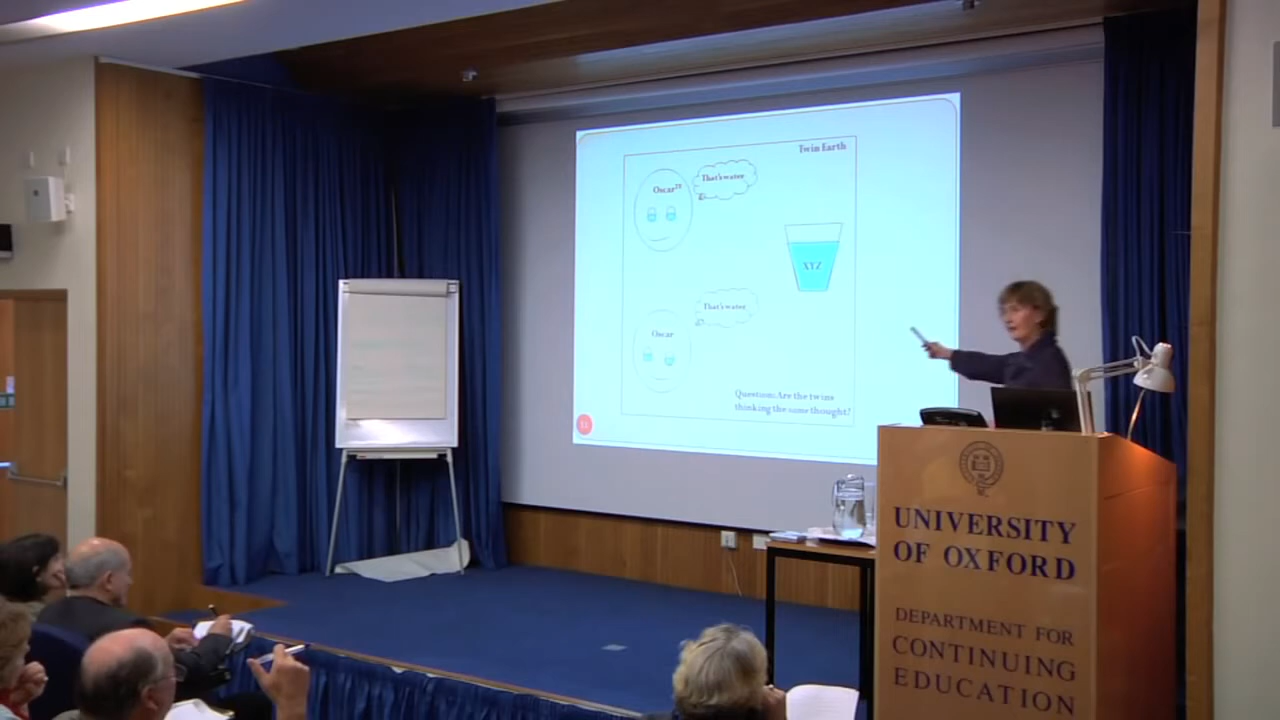 Twin Earth
Oscar^TE
That's water
XYZ
That's water
Oscar
Question: Are the twins
thinking the same thought?
UNIVERSITY
OF OXFORD
DEPARTMENT FOR
CONTINUING
EDUCATION